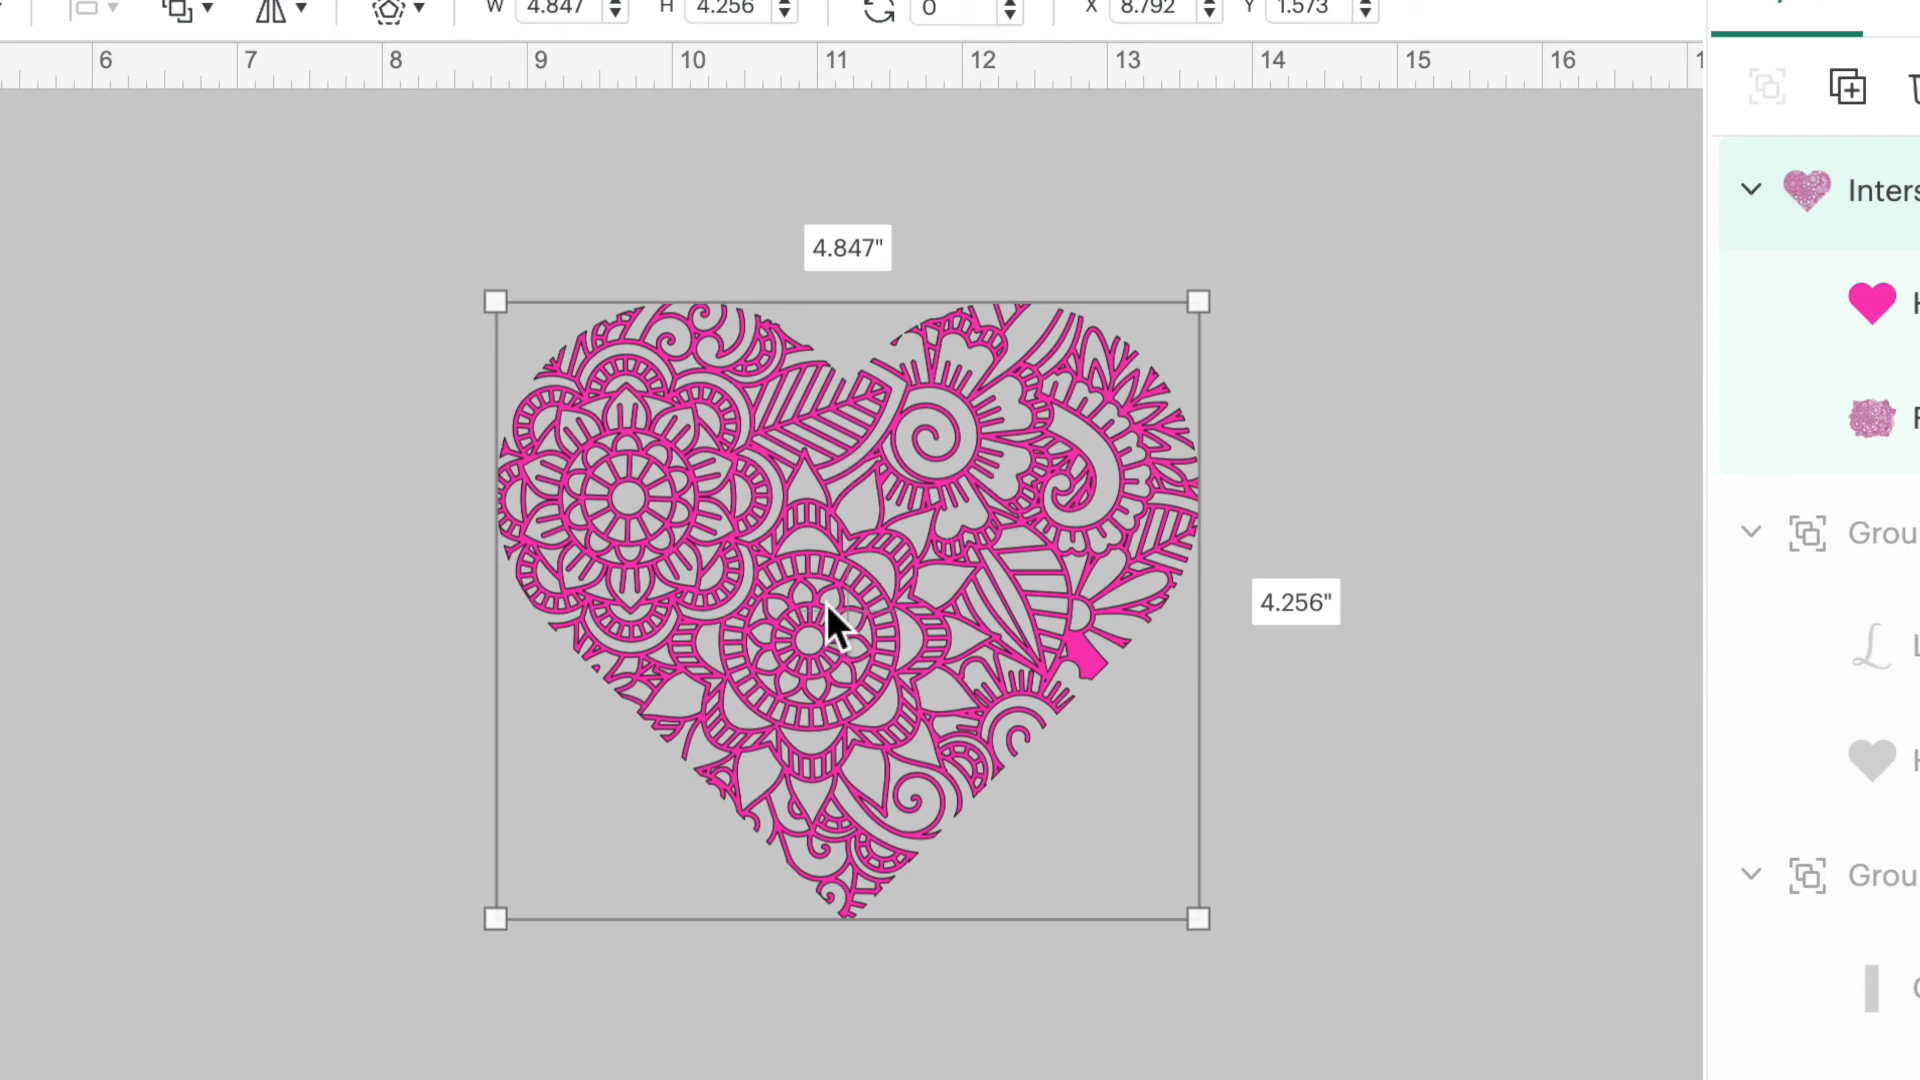 W 4.847 H 4.256 0 X 8.792 Y 1.573
6 7 8 9 10 11 12 13 14 15 16
Inters
4.847"
Grou
4.256"
Grou